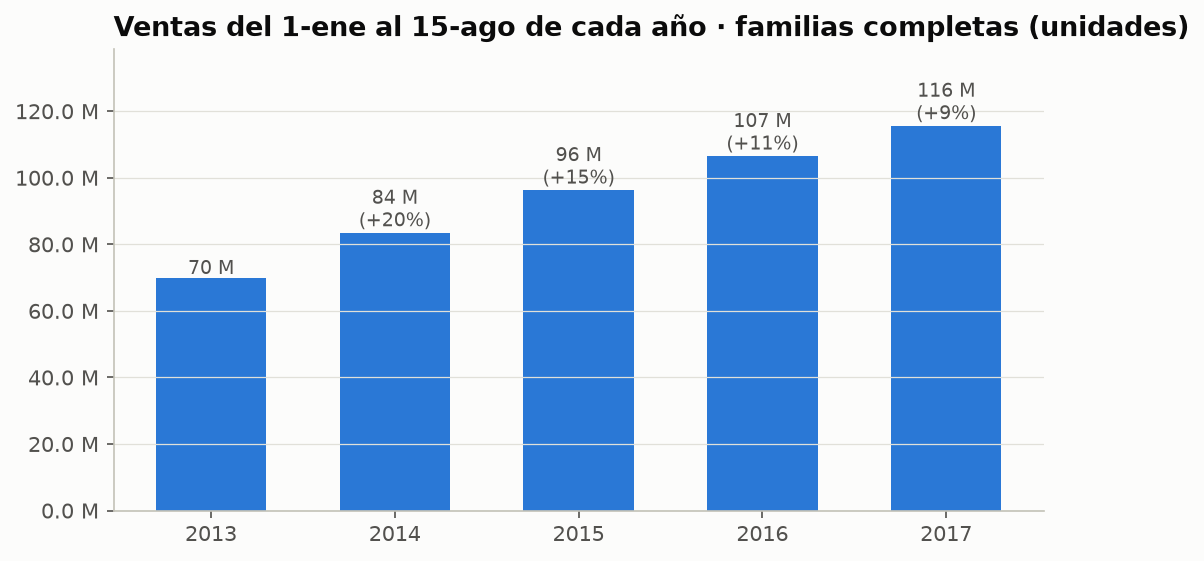 Ventas del 1-ene al 15-ago de cada año · familias completas (unidades)
120.0 M
100.0 M
80.0 M
60.0 M
40.0 M
20.0 M
0.0 M
70 M
84 M
(+20%)
96 M
(+15%)
107 M
(+11%)
116 M
(+9%)
2013
2014
2015
2016
2017